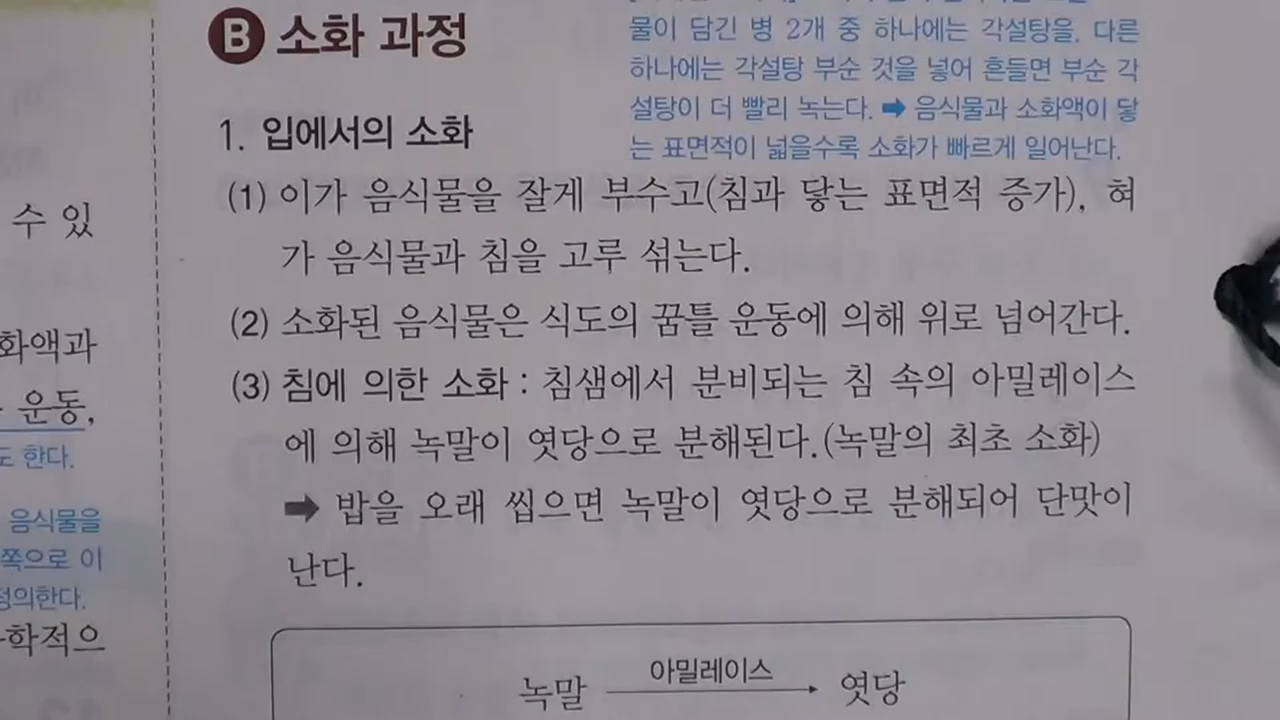 B 소화 과정
물이 담긴 병 2개 중 하나에는 각설탕을, 다른
하나에는 각설탕 부순 것을 넣어 흔들면 부순 각
설탕이 더 빨리 녹는다. ➡ 음식물과 소화액이 닿
는 표면적이 넓을수록 소화가 빠르게 일어난다.
1. 입에서의 소화
(1) 이가 음식물을 잘게 부수고(침과 닿는 표면적 증가), 혀
가 음식물과 침을 고루 섞는다.
(2) 소화된 음식물은 식도의 꿈틀 운동에 의해 위로 넘어간다.
(3) 침에 의한 소화 : 침샘에서 분비되는 침 속의 아밀레이스
에 의해 녹말이 엿당으로 분해된다.(녹말의 최초 소화)
➡ 밥을 오래 씹으면 녹말이 엿당으로 분해되어 단맛이
난다.
아밀레이스
녹말 → 엿당
수 있
화액과
운동,
도 한다.
음식물을
쪽으로 이
정의한다.
학적으